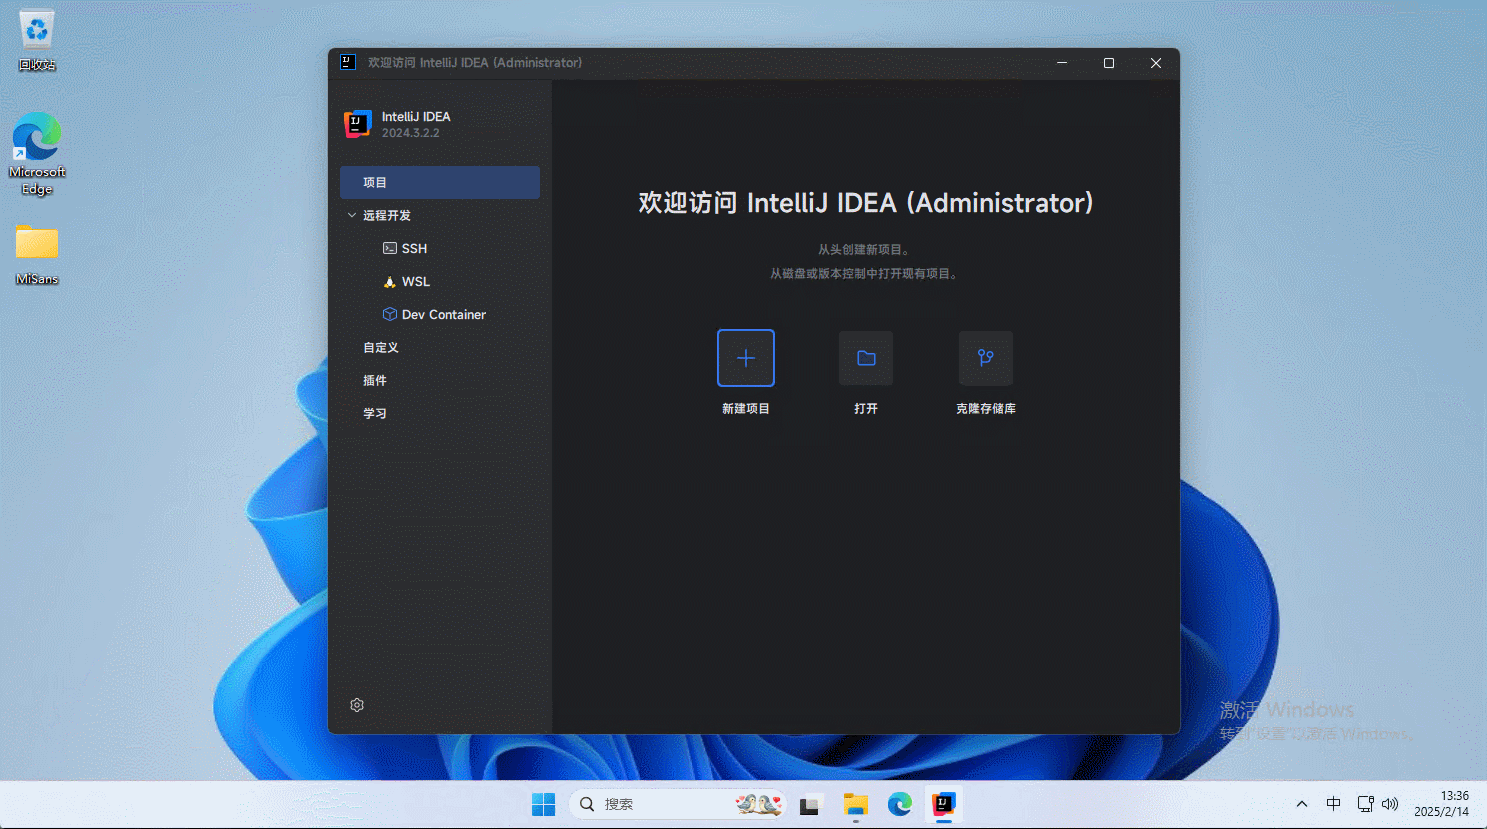 回收站
Microsoft
Edge
MiSans
欢迎访问 IntelliJ IDEA (Administrator)
IntelliJ IDEA
2024.3.2.2
项目
远程开发
SSH
WSL
Dev Container
自定义
插件
学习
欢迎访问 IntelliJ IDEA (Administrator)
从头创建新项目。
从磁盘或版本控制中打开现有项目。
新建项目
打开
克隆存储库
激活 Windows
转到"设置"以激活 Windows。
搜索
中
13:36
2025/2/14